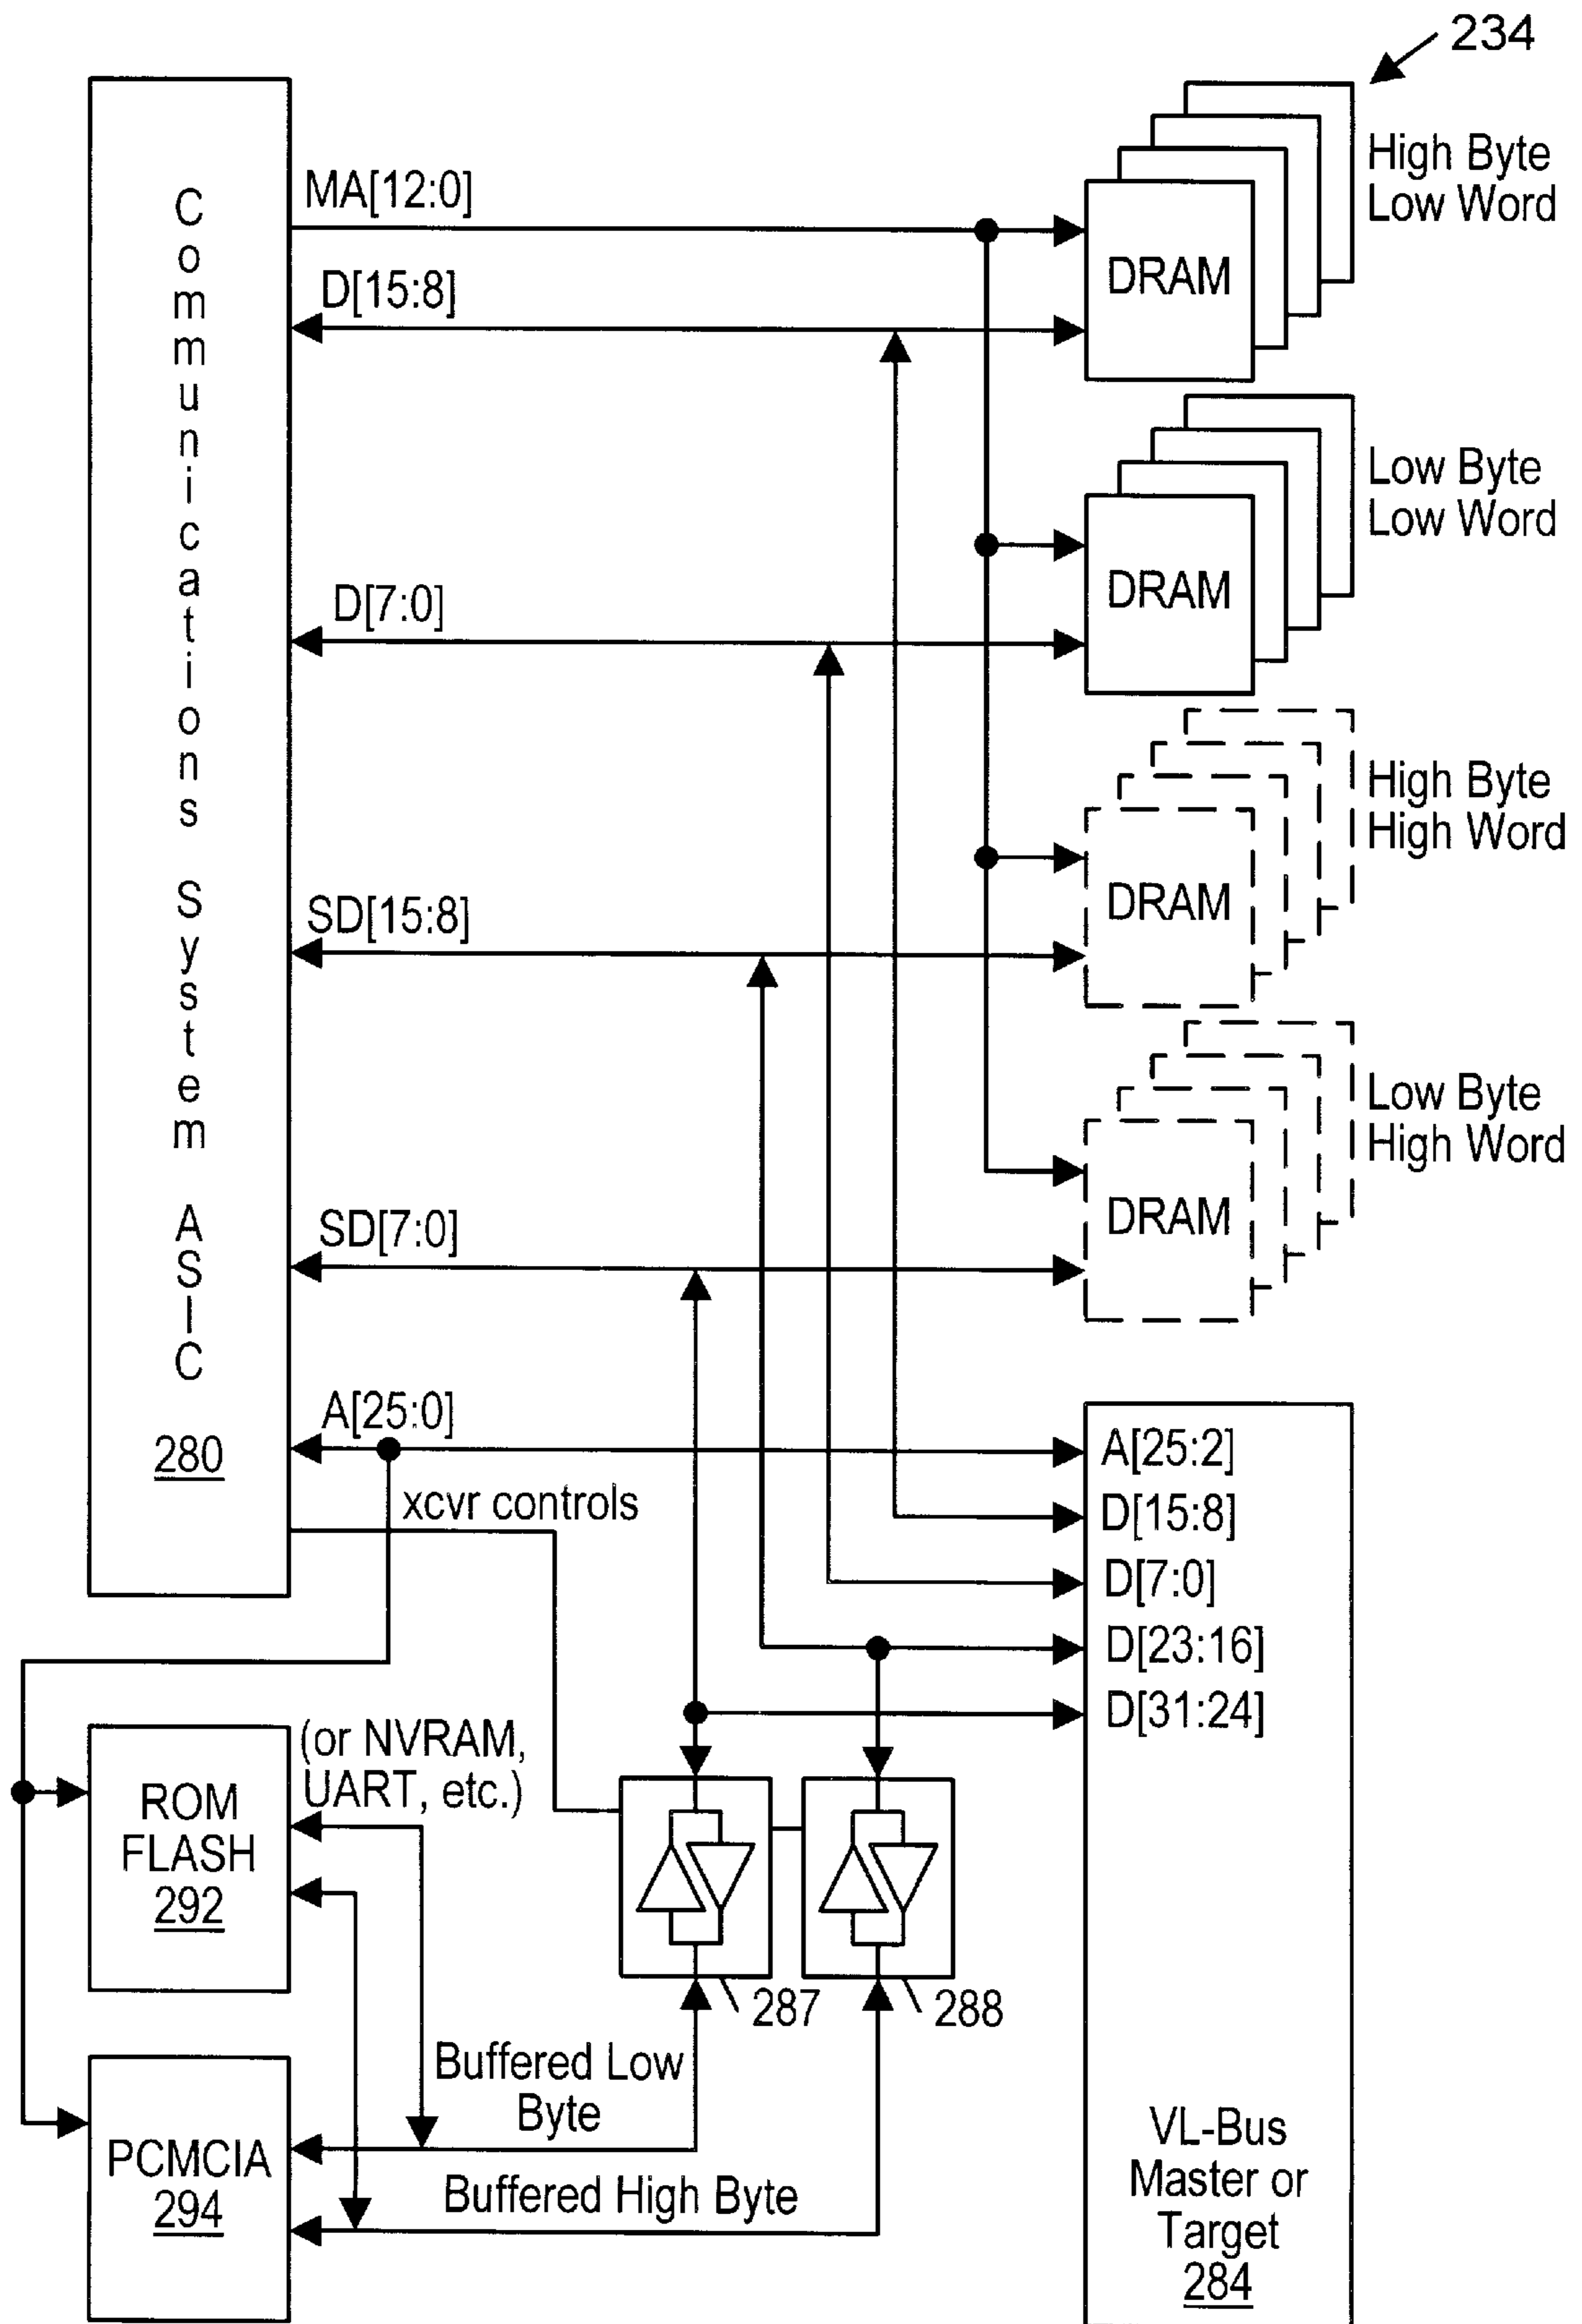 234
High Byte
Low Word
MA[12:0]
DRAM
D[15:8]
Low Byte
Low Word
DRAM
D[7:0]
High Byte
High Word
DRAM
SD[15:8]
Low Byte
High Word
DRAM
SD[7:0]
Communications System ASIC
280
A[25:0]
xcvr controls
A[25:2]
D[15:8]
D[7:0]
D[23:16]
D[31:24]
(or NVRAM,
UART, etc.)
ROM
FLASH
292
287
288
Buffered Low
Byte
PCMCIA
294
Buffered High Byte
VL-Bus
Master or
Target
284